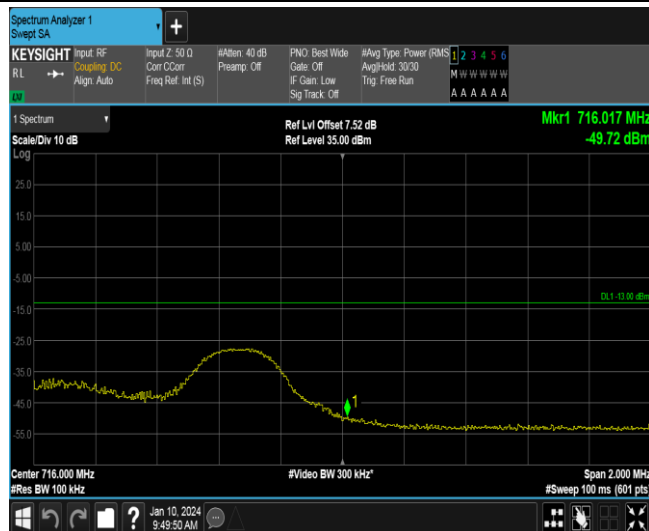 Spectrum Analyzer 1
Swept SA
+
KEYSIGHT
RL
Input: RF
Coupling: DC
Align: Auto
Input Z: 50 Ω
Corr CCorr
Freq Ref: Int (S)
#Atten: 40 dB
Preamp: Off
PNO: Best Wide
Gate: Off
IF Gain: Low
Sig Track: Off
#Avg Type: Power (RMS
Avg|Hold: 30/30
Trig: Free Run
1 2 3 4 5 6
M W W W W W
A A A A A A
1 Spectrum
Scale/Div 10 dB
Log
Ref Lvl Offset 7.52 dB
Ref Level 35.00 dBm
Mkr1 716.017 MHz
-49.72 dBm
25.0
15.0
5.00
-5.00
-15.0
-25.0
-35.0
-45.0
-55.0
DL1 -13.00 dBm
1
Center 716.000 MHz
#Res BW 100 kHz
#Video BW 300 kHz*
Span 2.000 MHz
#Sweep 100 ms (601 pts)
?
Jan 10, 2024
9:49:50 AM